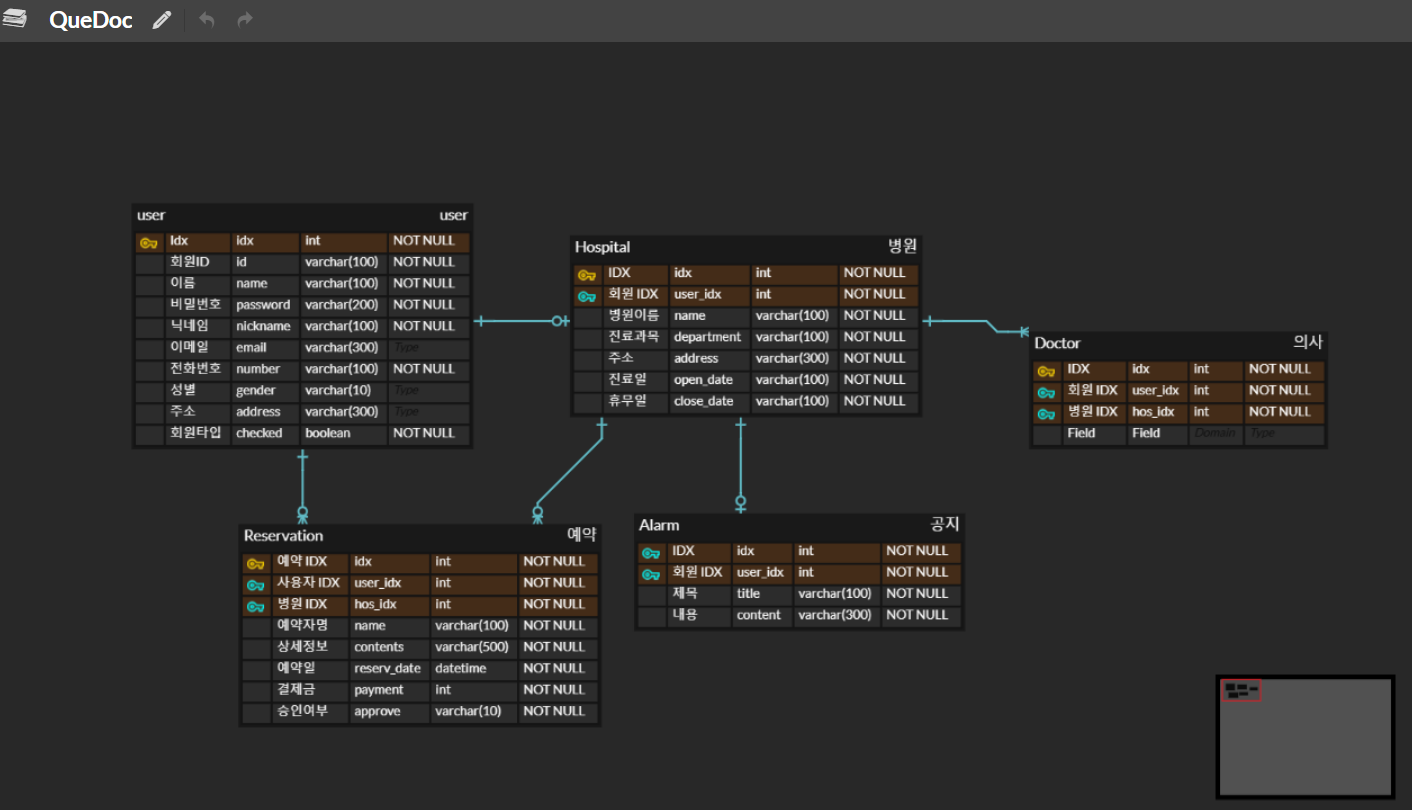 QueDoc
user user
Idx idx int NOT NULL
회원ID id varchar(100) NOT NULL
이름 name varchar(100) NOT NULL
비밀번호 password varchar(200) NOT NULL
닉네임 nickname varchar(100) NOT NULL
이메일 email varchar(300) Type
전화번호 number varchar(100) NOT NULL
성별 gender varchar(10) Type
주소 address varchar(300) Type
회원타입 checked boolean NOT NULL
Hospital 병원
IDX idx int NOT NULL
회원 IDX user_idx int NOT NULL
병원이름 name varchar(100) NOT NULL
진료과목 department varchar(100) NOT NULL
주소 address varchar(300) NOT NULL
진료일 open_date varchar(100) NOT NULL
휴무일 close_date varchar(100) NOT NULL
Doctor 의사
IDX idx int NOT NULL
회원 IDX user_idx int NOT NULL
병원 IDX hos_idx int NOT NULL
Field Field Domain Type
Reservation 예약
예약 IDX idx int NOT NULL
사용자 IDX user_idx int NOT NULL
병원 IDX hos_idx int NOT NULL
예약자명 name varchar(100) NOT NULL
상세정보 contents varchar(500) NOT NULL
예약일 reserv_date datetime NOT NULL
결제금 payment int NOT NULL
승인여부 approve varchar(10) NOT NULL
Alarm 공지
IDX idx int NOT NULL
회원 IDX user_idx int NOT NULL
제목 title varchar(100) NOT NULL
내용 content varchar(300) NOT NULL